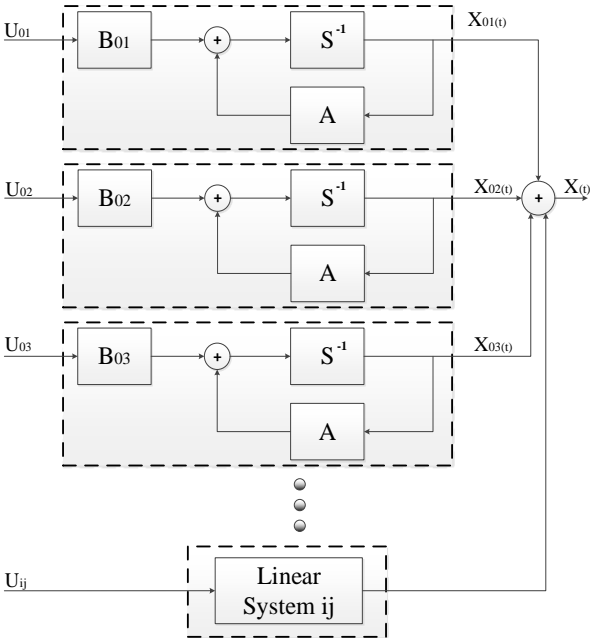 U01
B01
+
S-1
X01(t)
A
U02
B02
+
S-1
X02(t)
+
X(t)
A
U03
B03
+
S-1
X03(t)
A
Uij
Linear
System ij